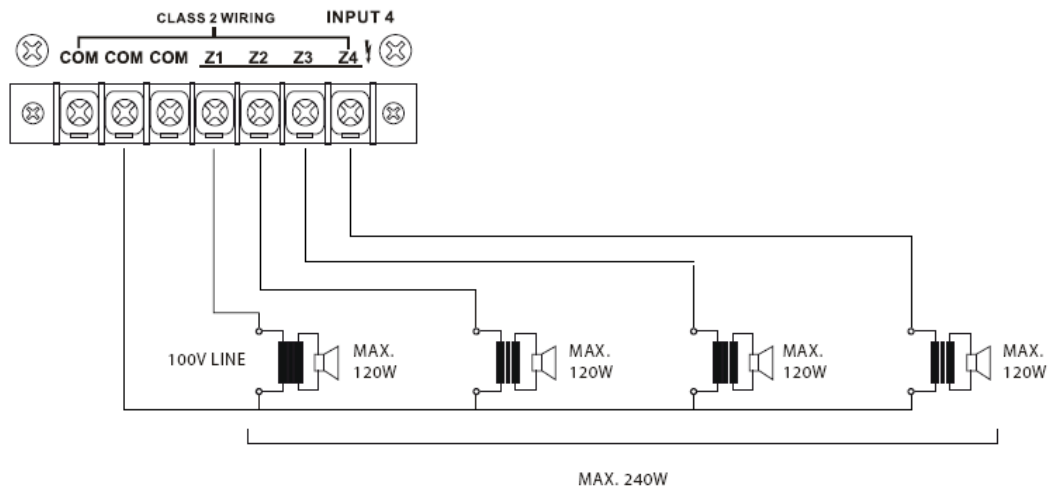 CLASS 2 WIRING INPUT 4
COM COM COM Z1 Z2 Z3 Z4
100V LINE
MAX.
120W
MAX.
120W
MAX.
120W
MAX.
120W
MAX. 240W